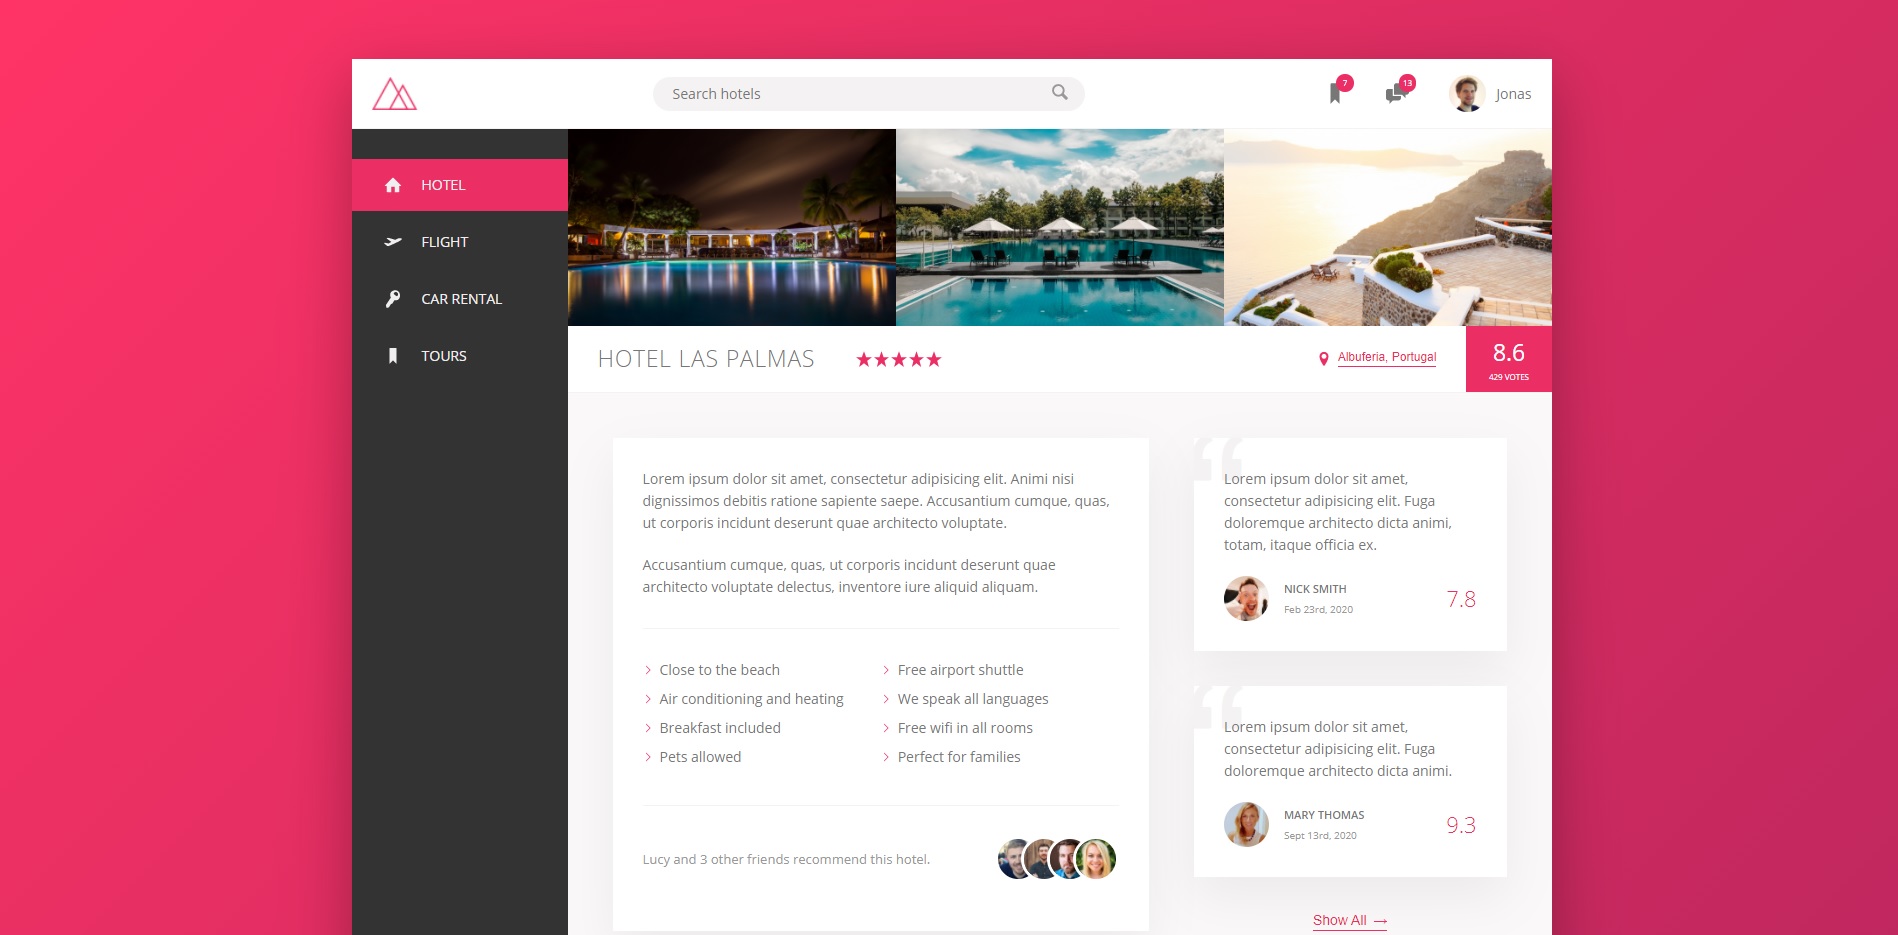 Search hotels
7
13
Jonas
HOTEL
FLIGHT
CAR RENTAL
TOURS
HOTEL LAS PALMAS
Albuferia, Portugal
8.6
429 VOTES
Lorem ipsum dolor sit amet, consectetur adipisicing elit. Animi nisi
dignissimos debitis ratione sapiente saepe. Accusantium cumque, quas,
ut corporis incidunt deserunt quae architecto voluptate.
Accusantium cumque, quas, ut corporis incidunt deserunt quae
architecto voluptate delectus, inventore iure aliquid aliquam.
Close to the beach
Air conditioning and heating
Breakfast included
Pets allowed
Free airport shuttle
We speak all languages
Free wifi in all rooms
Perfect for families
Lucy and 3 other friends recommend this hotel.
“
Lorem ipsum dolor sit amet,
consectetur adipisicing elit. Fuga
doloremque architecto dicta animi,
totam, itaque officia ex.
NICK SMITH
Feb 23rd, 2020
7.8
“
Lorem ipsum dolor sit amet,
consectetur adipisicing elit. Fuga
doloremque architecto dicta animi.
MARY THOMAS
Sept 13rd, 2020
9.3
Show All →